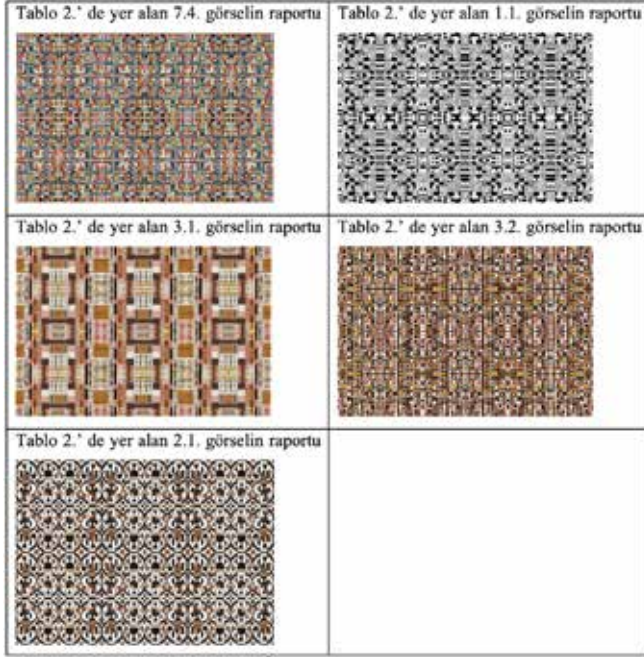 Tablo 2.’ de yer alan 7.4. görselin raportu
Tablo 2.’ de yer alan 1.1. görselin raportu
Tablo 2.’ de yer alan 3.1. görselin raportu
Tablo 2.’ de yer alan 3.2. görselin raportu
Tablo 2.’ de yer alan 2.1. görselin raportu